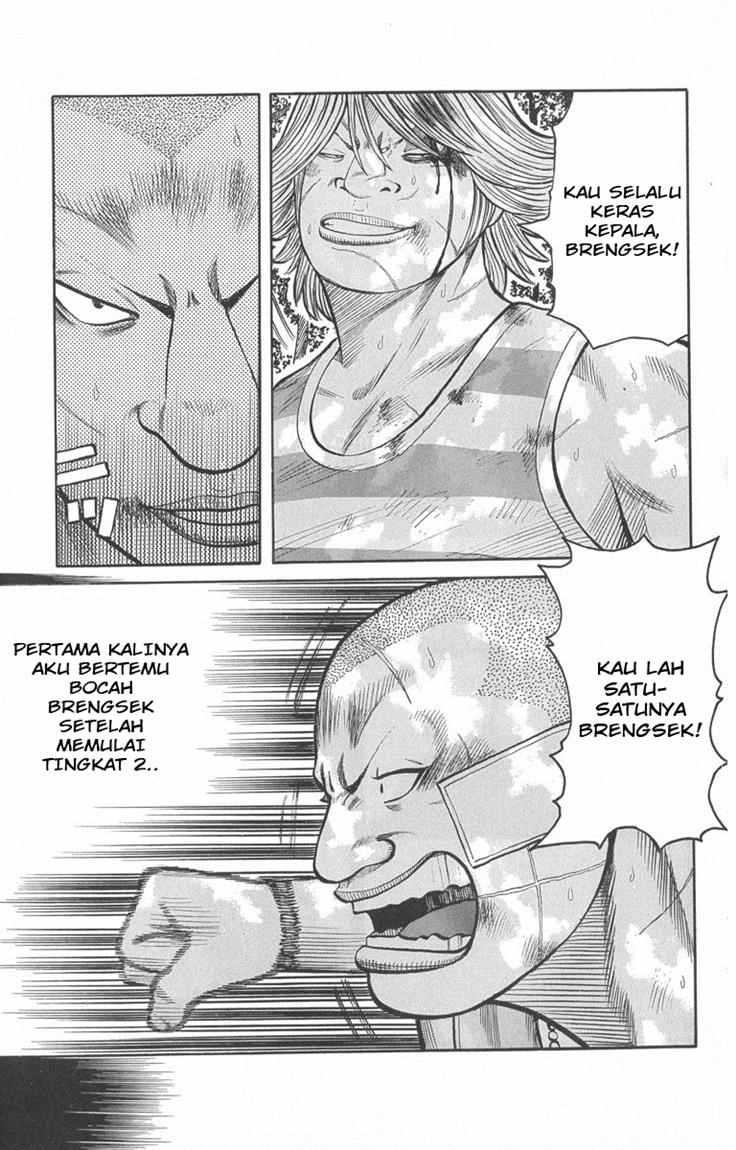 KAU SELALU
KERAS
KEPALA,
BRENGSEK!
KAU LAH
SATU-
SATUNYA
BRENGSEK!
PERTAMA KALINYA
AKU BERTEMU
BOCAH
BRENGSEK
SETELAH
MEMULAI
TINGKAT 2..